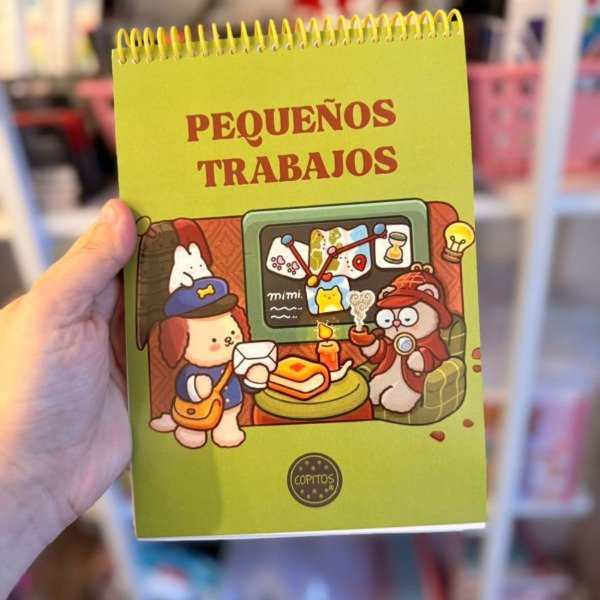 PEQUEÑOS
TRABAJOS
mimi.
COPITOS